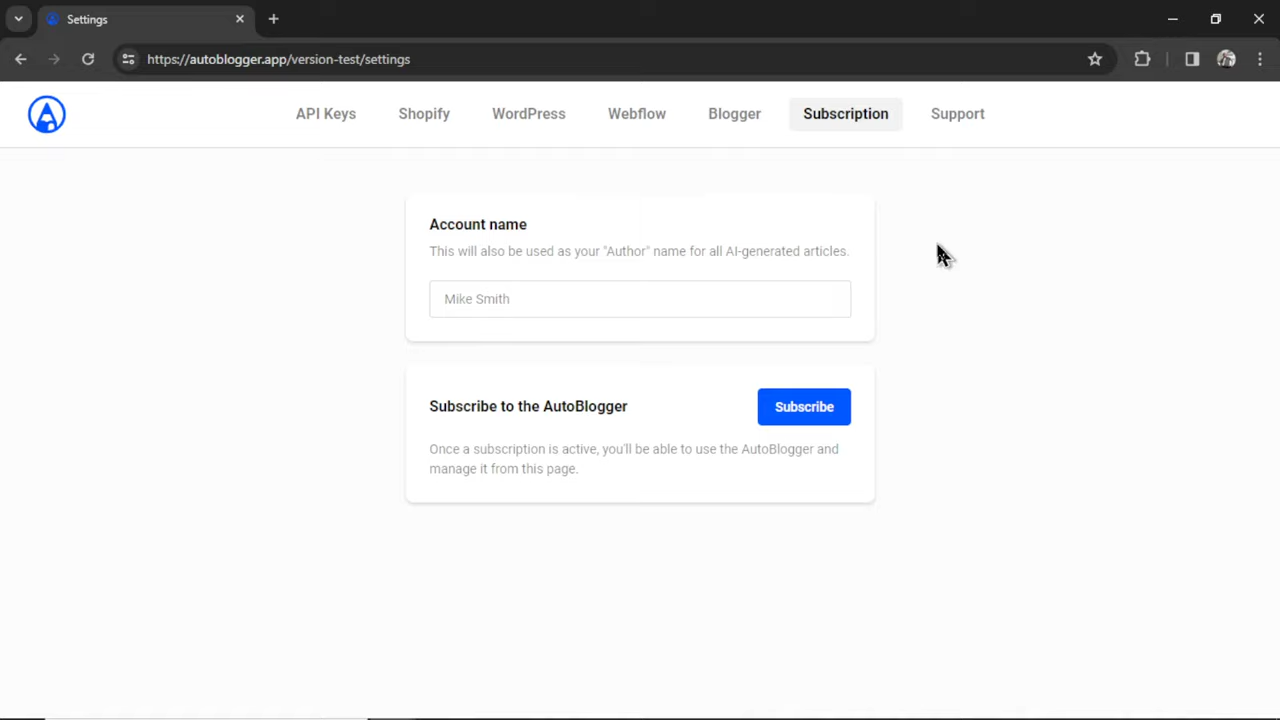 Settings
https://autoblogger.app/version-test/settings
API Keys Shopify WordPress Webflow Blogger Subscription Support
Account name
This will also be used as your "Author" name for all AI-generated articles.
Mike Smith
Subscribe to the AutoBlogger
Subscribe
Once a subscription is active, you'll be able to use the AutoBlogger and
manage it from this page.